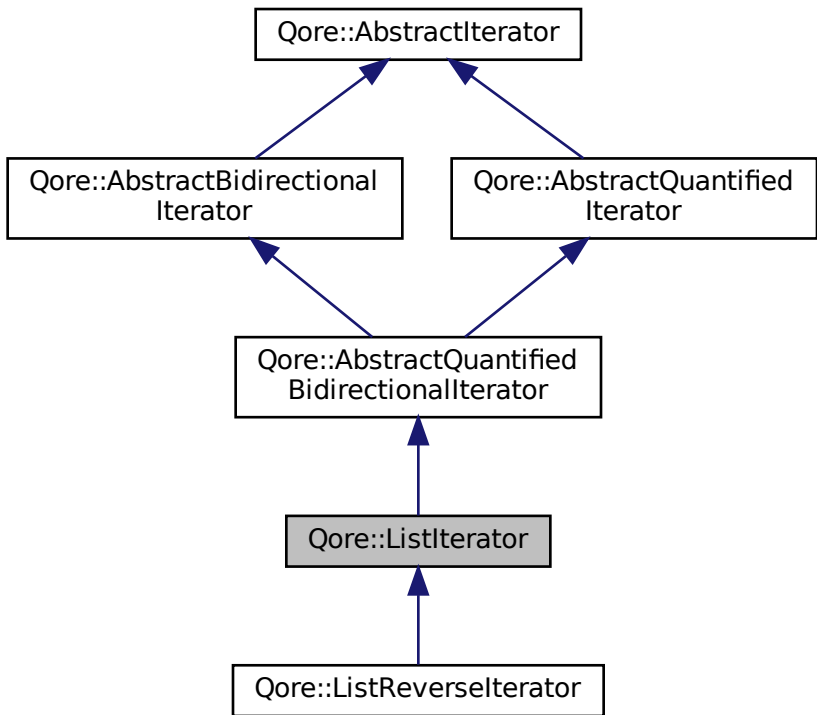 Qore::AbstractIterator
Qore::AbstractBidirectional
Iterator
Qore::AbstractQuantified
Iterator
Qore::AbstractQuantified
BidirectionalIterator
Qore::ListIterator
Qore::ListReverseIterator